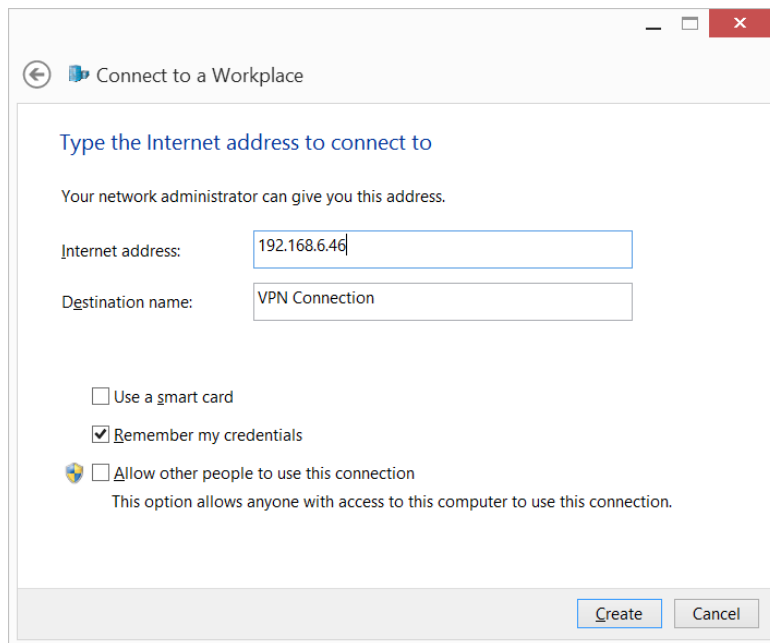 Connect to a Workplace
Type the Internet address to connect to
Your network administrator can give you this address.
Internet address:
192.168.6.46
Destination name:
VPN Connection
Use a smart card
Remember my credentials
Allow other people to use this connection
This option allows anyone with access to this computer to use this connection.
Create
Cancel